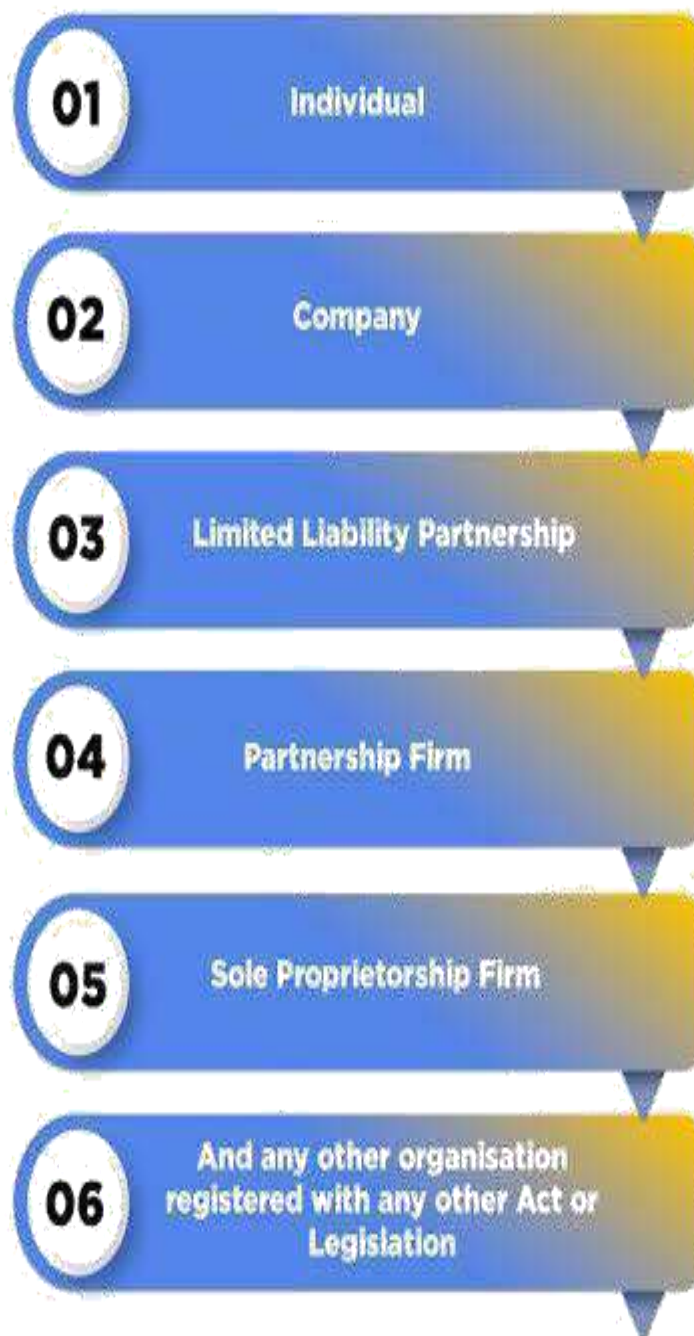 01
Individual
02
Company
03
Limited Liability Partnership
04
Partnership Firm
05
Sole Proprietorship Firm
06
And any other organisation
registered with any other Act or
Legislation